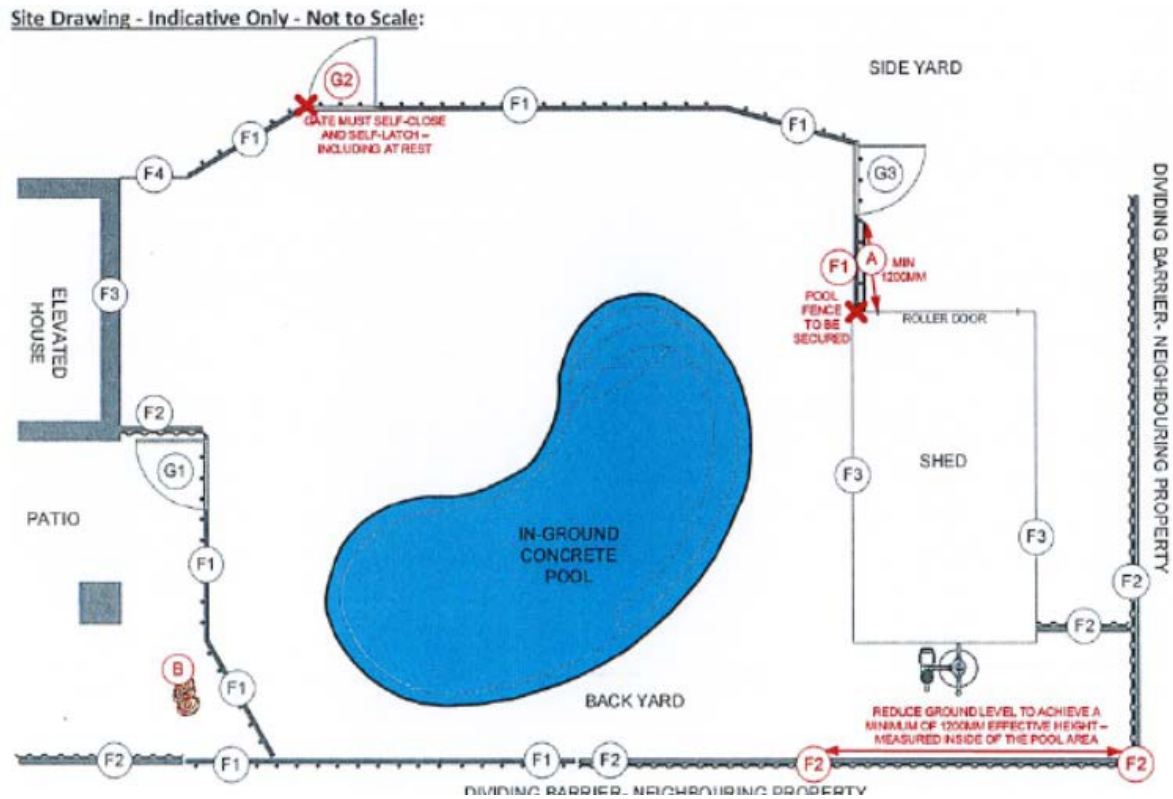 Site Drawing - Indicative Only - Not to Scale:
G2
SIDE YARD
F1
GATE MUST SELF-CLOSE
AND SELF-LATCH –
INCLUDING AT REST
F1
F1
F4
G3
DIVIDING BARRIER- NEIGHBOURING PROPERTY
F1
A
MIN
1200MM
POOL
FENCE
TO BE
SECURED
ROLLER DOOR
ELEVATED
HOUSE
F3
F2
G1
PATIO
F1
IN-GROUND
CONCRETE
POOL
F3
SHED
F3
F2
F2
B
F1
BACK YARD
REDUCE GROUND LEVEL TO ACHIEVE A
MINIMUM OF 1200MM EFFECTIVE HEIGHT –
MEASURED INSIDE OF THE POOL AREA
F2
F1
F1
F2
F2
F2
DIVIDING BARRIER- NEIGHBOURING PROPERTY